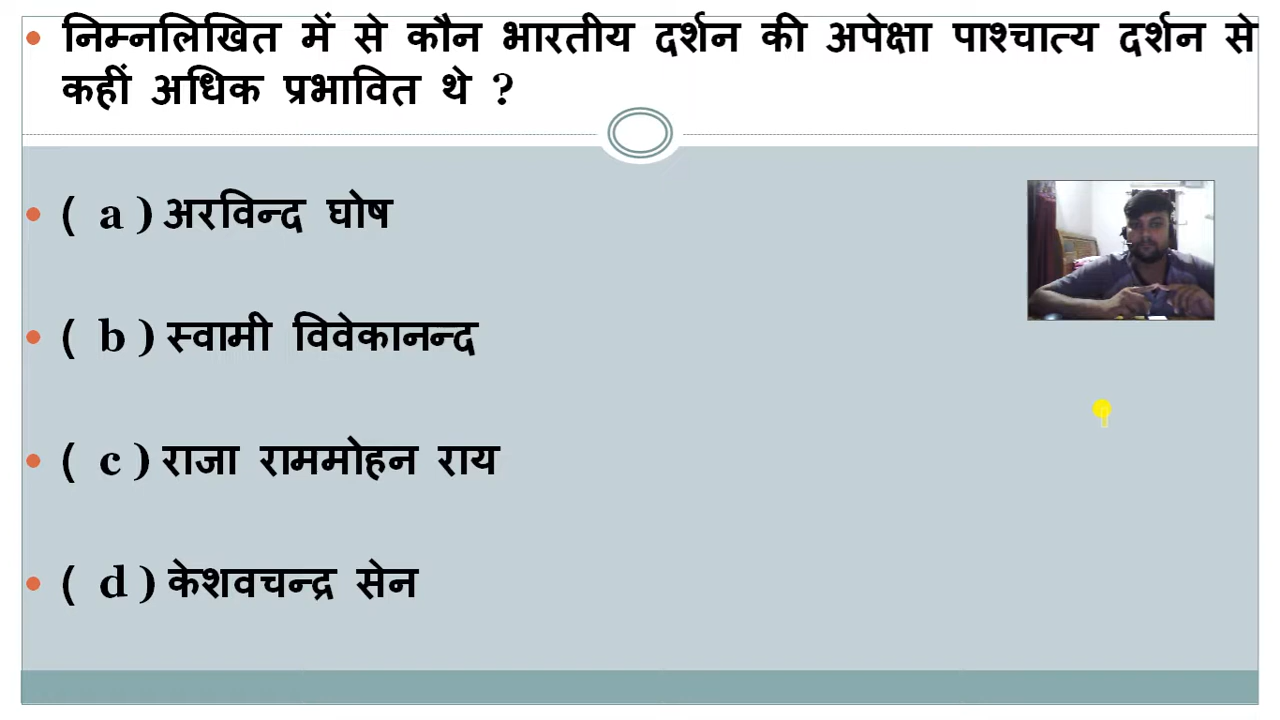 निम्नलिखित में से कौन भारतीय दर्शन की अपेक्षा पाश्चात्य दर्शन से
कहीं अधिक प्रभावित थे ?
( a ) अरविन्द घोष
( b ) स्वामी विवेकानन्द
( c ) राजा राममोहन राय
( d ) केशवचन्द्र सेन